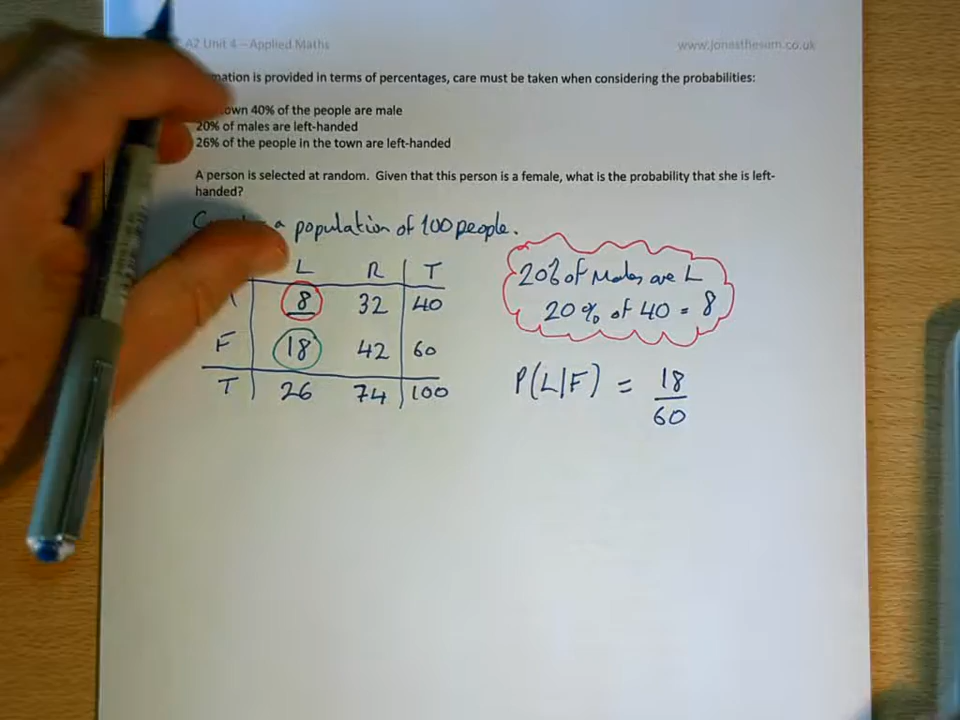 A2 Unit 4 – Applied Maths www.jonasthesum.co.uk
is provided in terms of percentages, care must be taken when considering the probabilities:
40% of the people are male
20% of males are left-handed
26% of the people in the town are left-handed
A person is selected at random. Given that this person is a female, what is the probability that she is left-
handed?
a population of 100 people.
L R T
8 32 40
F 18 42 60
T 26 74 100
20% of Males are L
20% of 40 = 8
P(L|F) = 18/60